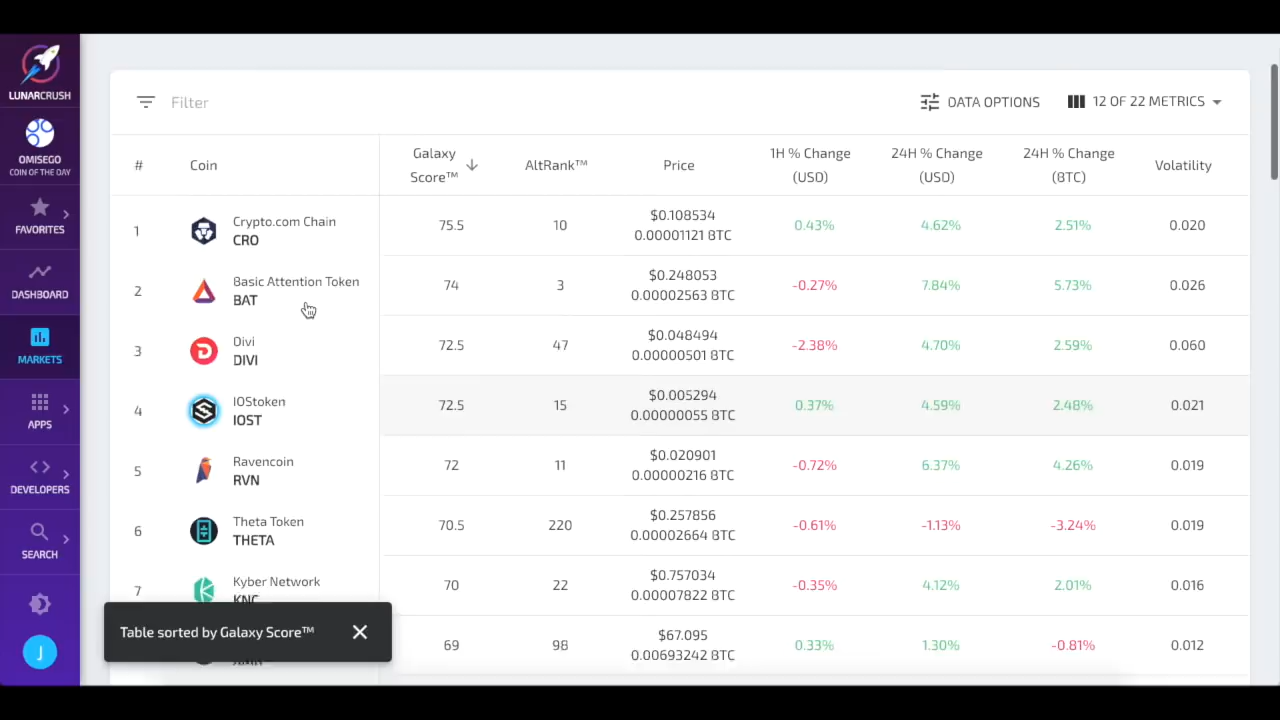 LUNARCRUSH
OMISEGO
COIN OF THE DAY
FAVORITES
DASHBOARD
MARKETS
APPS
DEVELOPERS
SEARCH
J
Filter
DATA OPTIONS
12 OF 22 METRICS
# Coin Galaxy Score™ AltRank™ Price 1H % Change (USD) 24H % Change (USD) 24H % Change (BTC) Volatility
1 Crypto.com Chain CRO 75.5 10 $0.108534 0.00001121 BTC 0.43% 4.62% 2.51% 0.020
2 Basic Attention Token BAT 74 3 $0.248053 0.00002563 BTC -0.27% 7.84% 5.73% 0.026
3 Divi DIVI 72.5 47 $0.048494 0.00000501 BTC -2.38% 4.70% 2.59% 0.060
4 IOStoken IOST 72.5 15 $0.005294 0.00000055 BTC 0.37% 4.59% 2.48% 0.021
5 Ravencoin RVN 72 11 $0.020901 0.00000216 BTC -0.72% 6.37% 4.26% 0.019
6 Theta Token THETA 70.5 220 $0.257856 0.00002664 BTC -0.61% -1.13% -3.24% 0.019
7 Kyber Network KNC 70 22 $0.757034 0.00007822 BTC -0.35% 4.12% 2.01% 0.016
69 98 $67.095 0.00693242 BTC 0.33% 1.30% -0.81% 0.012
Table sorted by Galaxy Score™